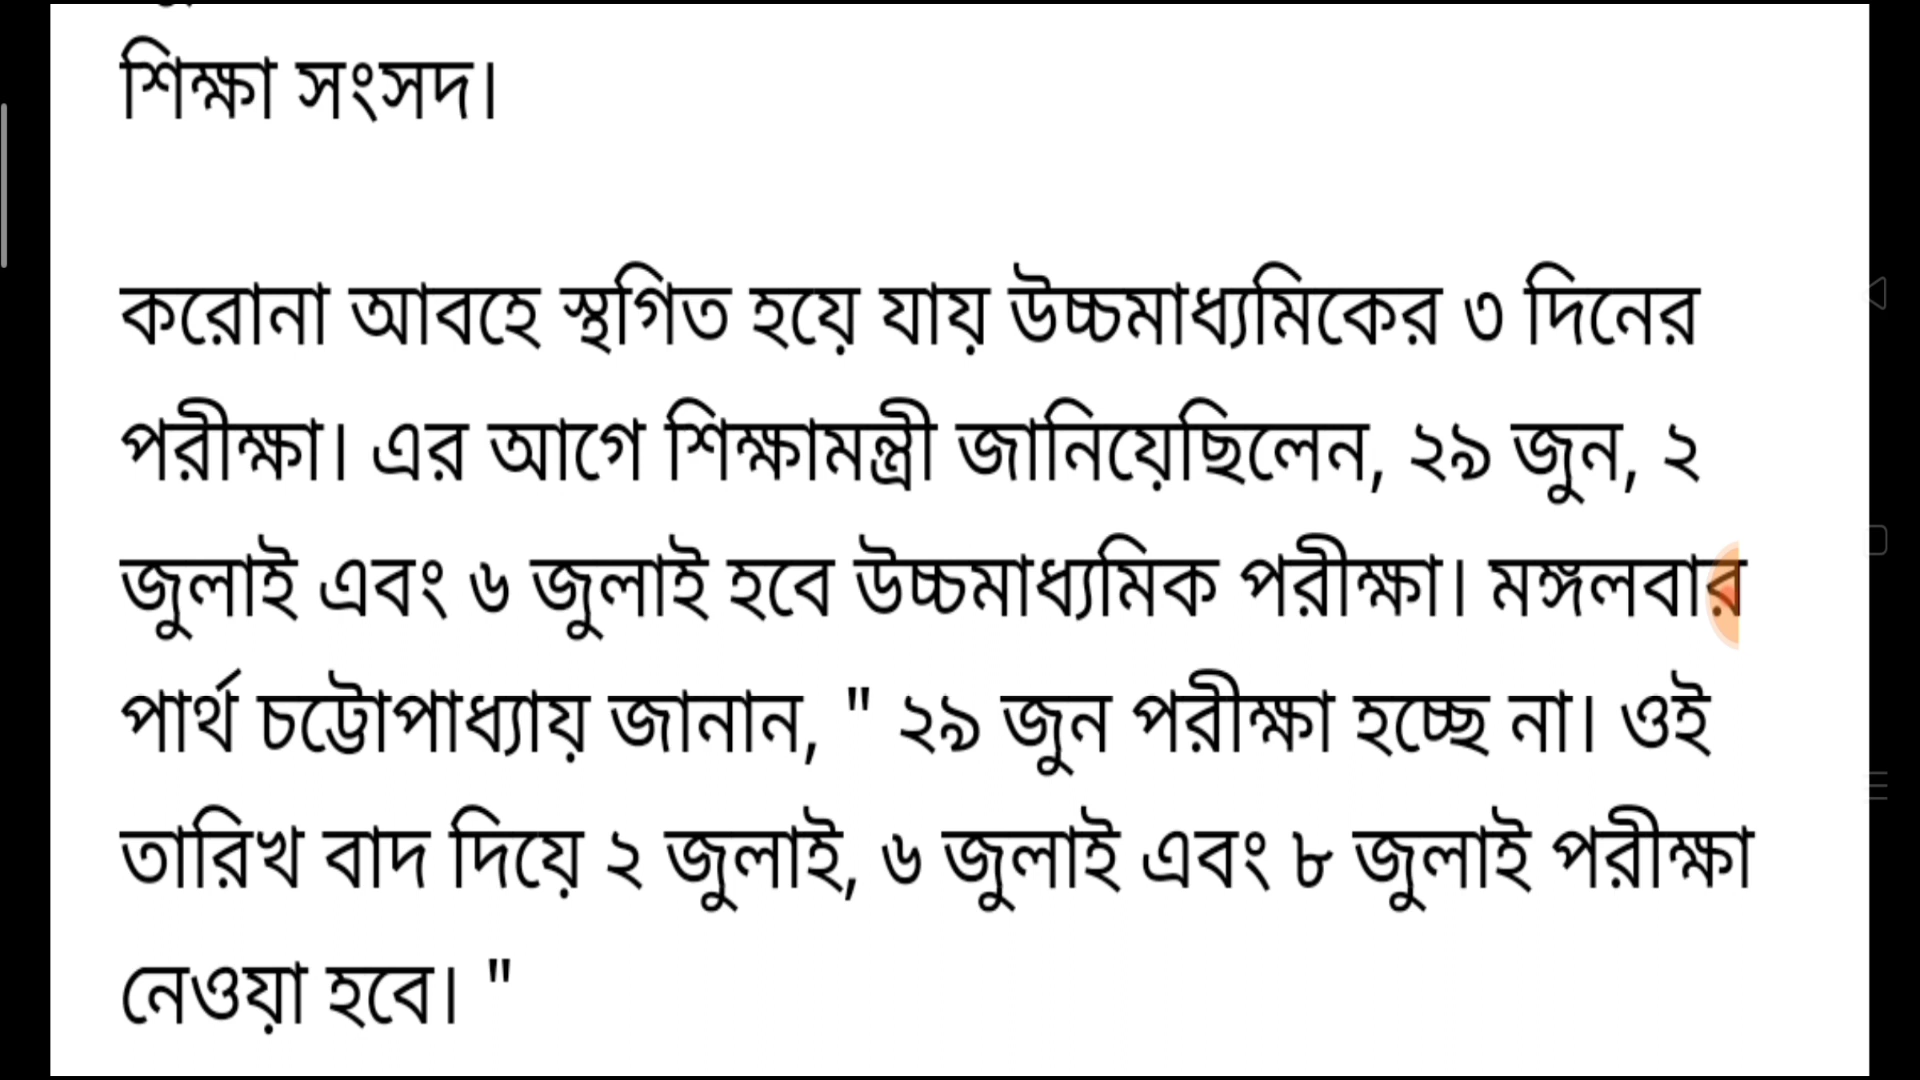 শিক্ষা সংসদ।
করোনা আবহে স্থগিত হয়ে যায় উচ্চমাধ্যমিকের ৩ দিনের
পরীক্ষা। এর আগে শিক্ষামন্ত্রী জানিয়েছিলেন, ২৯ জুন, ২
জুলাই এবং ৬ জুলাই হবে উচ্চমাধ্যমিক পরীক্ষা। মঙ্গলবার
পার্থ চট্টোপাধ্যায় জানান, " ২৯ জুন পরীক্ষা হচ্ছে না। ওই
তারিখ বাদ দিয়ে ২ জুলাই, ৬ জুলাই এবং ৮ জুলাই পরীক্ষা
নেওয়া হবে। "